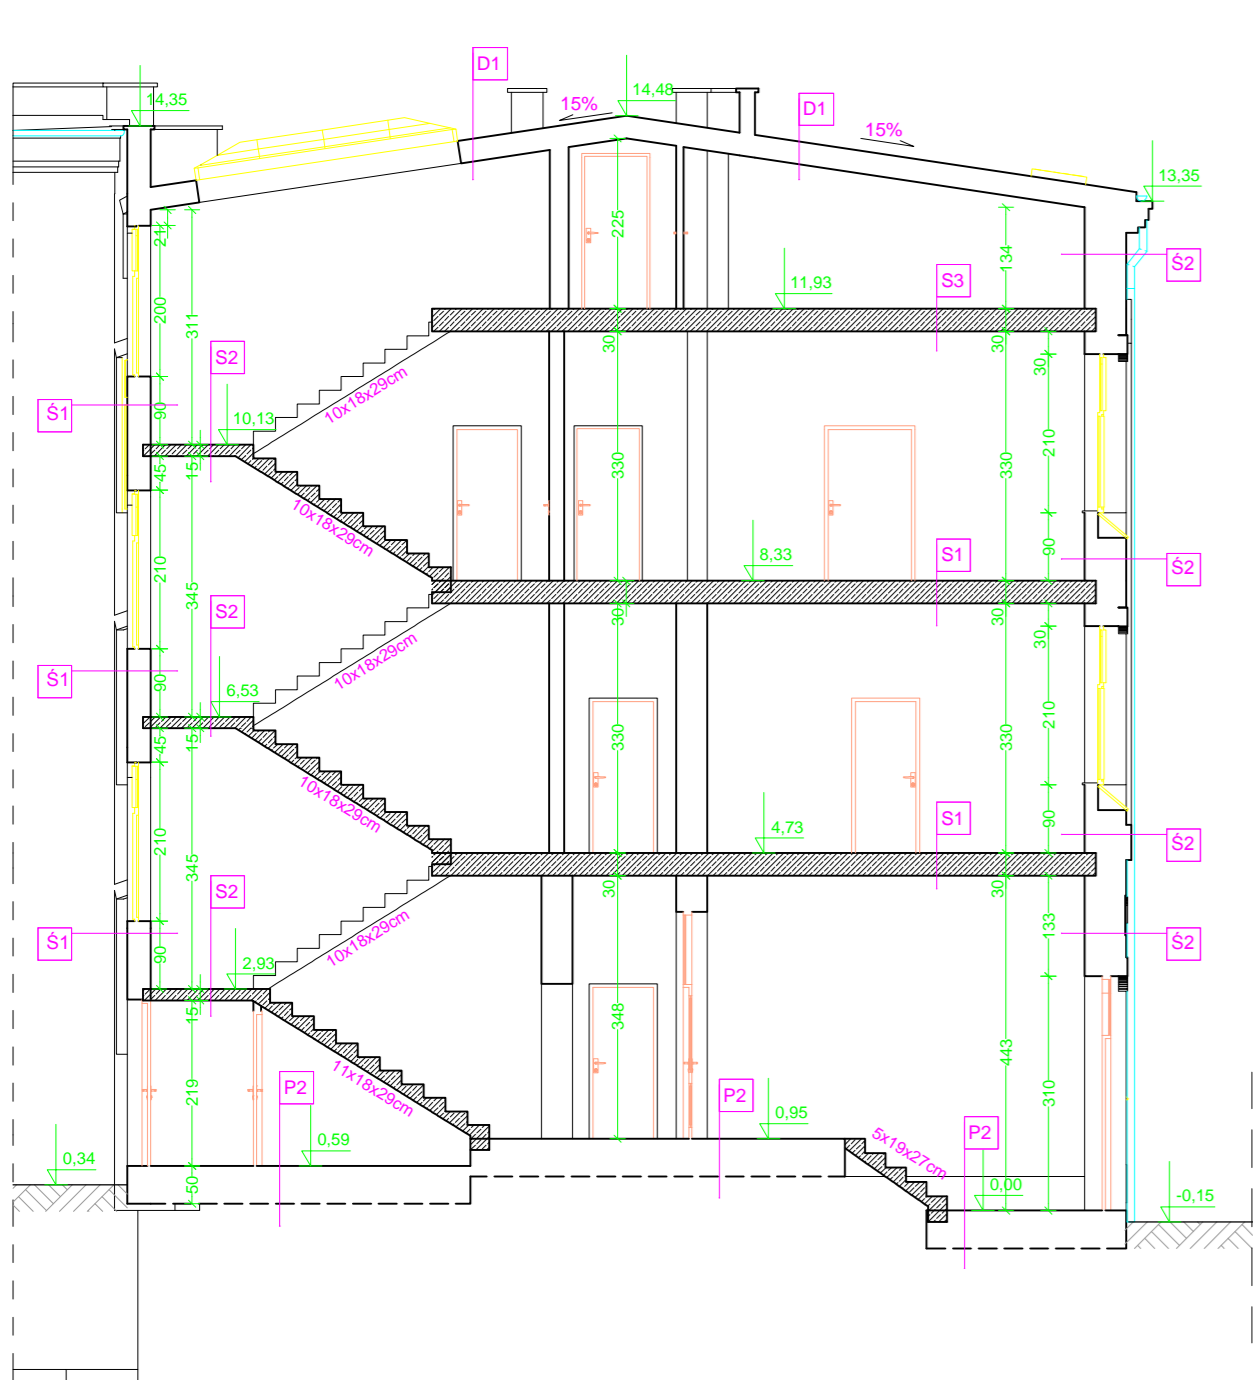 D1
14,35
14,48
15%
D1
15%
13,35
21
225
134
Ś2
S3
11,93
200
311
30
30
30
S2
10x18x29cm
Ś1
90
10,13
210
45
15
330
330
10x18x29cm
S1
8,33
90
Ś2
210
345
S2
30
30
30
10x18x29cm
Ś1
90
6,53
210
45
15
330
330
10x18x29cm
S1
4,73
90
Ś2
210
345
S2
30
30
133
10x18x29cm
Ś1
90
2,93
Ś2
15
348
443
11x18x29cm
219
P2
P2
310
0,95
5x19x27cm
P2
0,34
0,59
50
0,00
-0,15